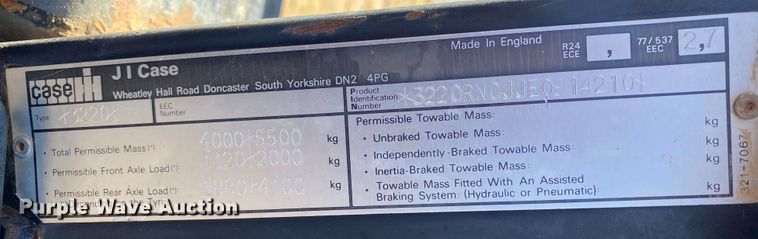 Made In England
R24
ECE
,
77/537
EEC
2,7
case IH
J I Case
Wheatley Hall Road Doncaster South Yorkshire DN2 4PG
Type
EEC
Number
Product
Identification
Number
• Total Permissible Mass(*) 4000/5500 kg
• Permissible Front Axle Load(*) 1120/2000 kg
• Permissible Rear Axle Load(*) /4100 kg
Permissible Towable Mass:
• Unbraked Towable Mass: kg
• Independently-Braked Towable Mass: kg
• Inertia-Braked Towable Mass: kg
• Towable Mass Fitted With An Assisted
Braking System: (Hydraulic or Pneumatic): kg
321-7067
Purple Wave Auction